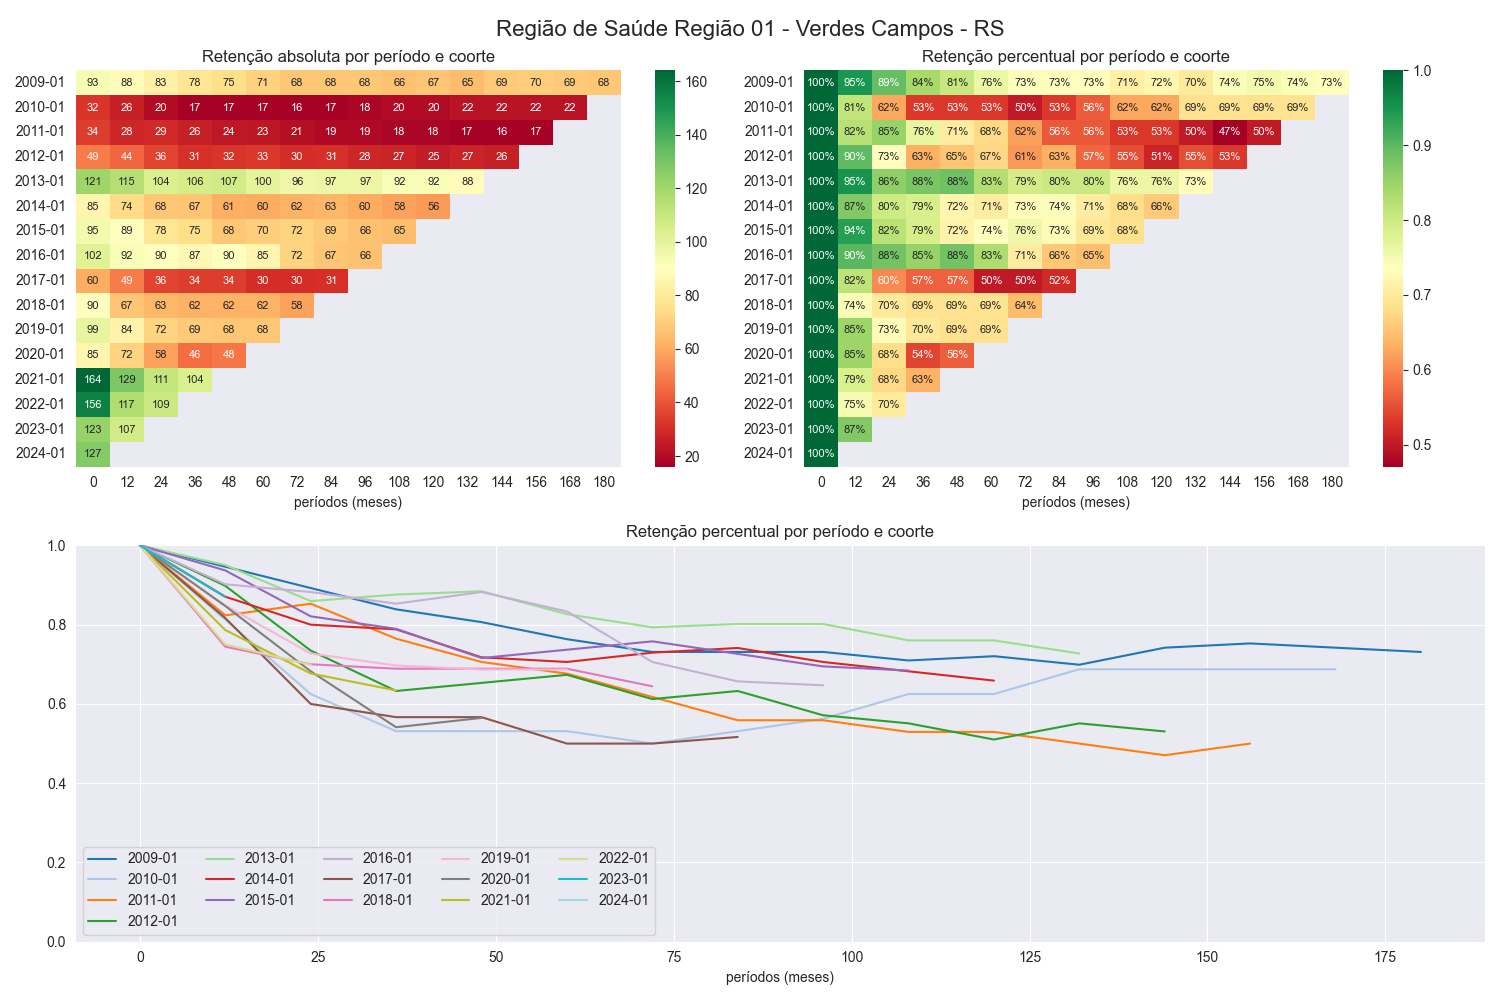 Região de Saúde Região 01 - Verdes Campos - RS
Retenção absoluta por período e coorte
2009-01 93 88 83 78 75 71 68 68 68 66 67 65 69 70 69 68
2010-01 32 26 20 17 17 17 16 17 18 20 20 22 22 22 22
2011-01 34 28 29 26 24 23 21 19 19 18 18 17 16 17
2012-01 49 44 36 31 32 33 30 31 28 27 25 27 26
2013-01 121 115 104 106 107 100 96 97 97 92 92 88
2014-01 85 74 68 67 61 60 62 63 60 58 56
2015-01 95 89 78 75 68 70 72 69 66 65
2016-01 102 92 90 87 90 85 72 67 66
2017-01 60 49 36 34 34 30 30 31
2018-01 90 67 63 62 62 62 58
2019-01 99 84 72 69 68 68
2020-01 85 72 58 46 48
2021-01 164 129 111 104
2022-01 156 117 109
2023-01 123 107
2024-01 127
0 12 24 36 48 60 72 84 96 108 120 132 144 156 168 180
períodos (meses)
160
140
120
100
80
60
40
20
Retenção percentual por período e coorte
2009-01 100% 95% 89% 84% 81% 76% 73% 73% 73% 71% 72% 70% 74% 75% 74% 73%
2010-01 100% 81% 62% 53% 53% 53% 50% 53% 56% 62% 62% 69% 69% 69% 69%
2011-01 100% 82% 85% 76% 71% 68% 62% 56% 56% 53% 53% 50% 47% 50%
2012-01 100% 90% 73% 63% 65% 67% 61% 63% 57% 55% 51% 55% 53%
2013-01 100% 95% 86% 88% 88% 83% 79% 80% 80% 76% 76% 73%
2014-01 100% 87% 80% 79% 72% 71% 73% 74% 71% 68% 66%
2015-01 100% 94% 82% 79% 72% 74% 76% 73% 69% 68%
2016-01 100% 90% 88% 85% 88% 83% 71% 66% 65%
2017-01 100% 82% 60% 57% 57% 50% 50% 52%
2018-01 100% 74% 70% 69% 69% 69% 64%
2019-01 100% 85% 73% 70% 69% 69%
2020-01 100% 85% 68% 54% 56%
2021-01 100% 79% 68% 63%
2022-01 100% 75% 70%
2023-01 100% 87%
2024-01 100%
0 12 24 36 48 60 72 84 96 108 120 132 144 156 168 180
períodos (meses)
1.0
0.9
0.8
0.7
0.6
0.5
Retenção percentual por período e coorte
1.0
0.8
0.6
0.4
0.2
0.0
2009-01 2013-01 2016-01 2019-01 2022-01
2010-01 2014-01 2017-01 2020-01 2023-01
2011-01 2015-01 2018-01 2021-01 2024-01
2012-01
0 25 50 75 100 125 150 175
períodos (meses)